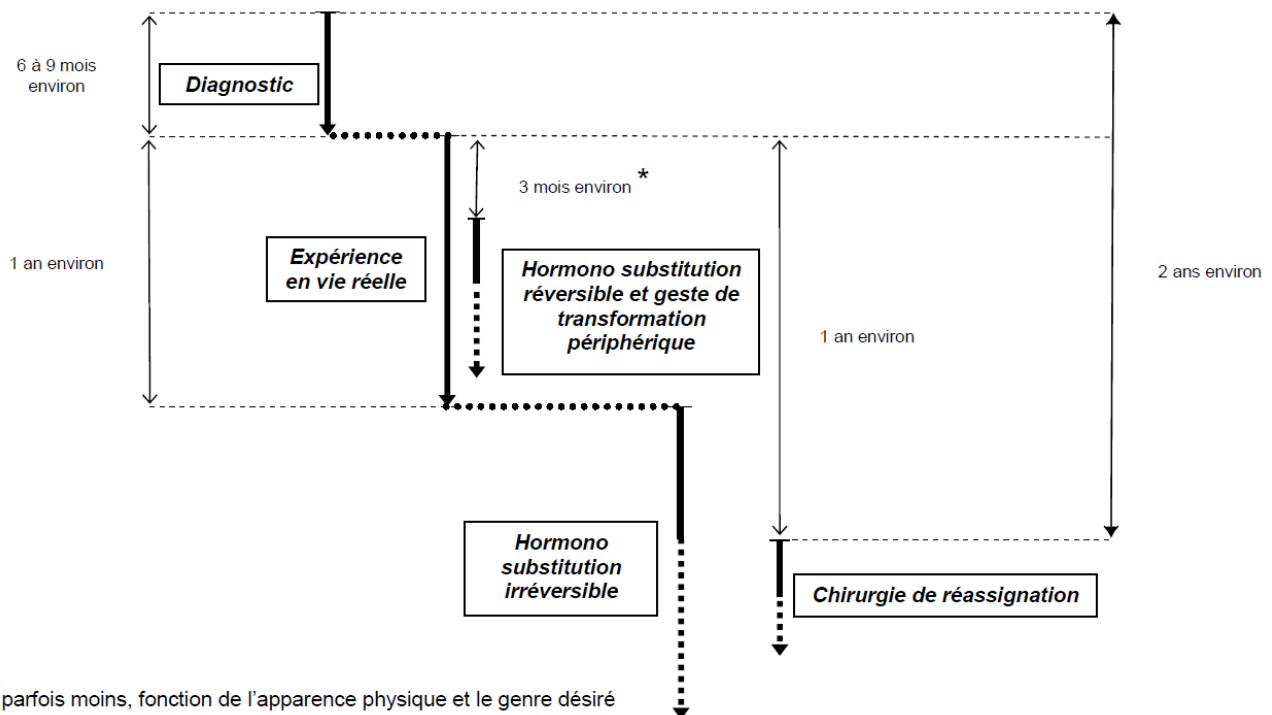 6 à 9 mois
environ
Diagnostic
3 mois environ *
1 an environ
Expérience
en vie réelle
Hormono substitution
réversible et geste de
transformation
périphérique
1 an environ
2 ans environ
Hormono
substitution
irréversible
Chirurgie de réassignation
parfois moins, fonction de l'apparence physique et le genre désiré